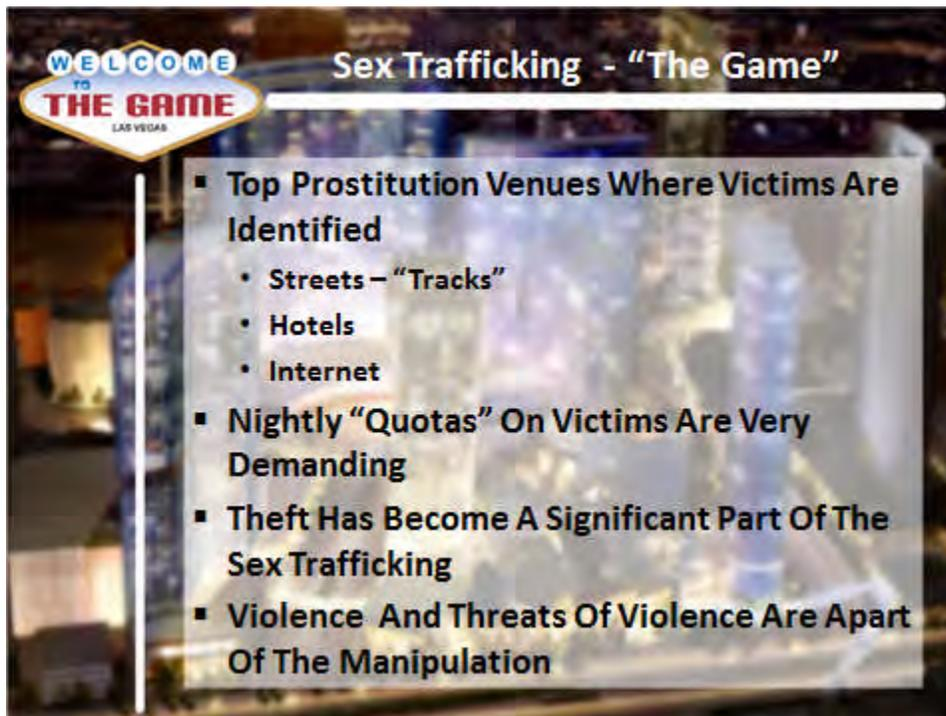 WELCOME
TO
THE GAME
LAS VEGAS
Sex Trafficking - “The Game”
▪ Top Prostitution Venues Where Victims Are
Identified
• Streets – “Tracks”
• Hotels
• Internet
▪ Nightly “Quotas” On Victims Are Very
Demanding
▪ Theft Has Become A Significant Part Of The
Sex Trafficking
▪ Violence And Threats Of Violence Are Apart
Of The Manipulation